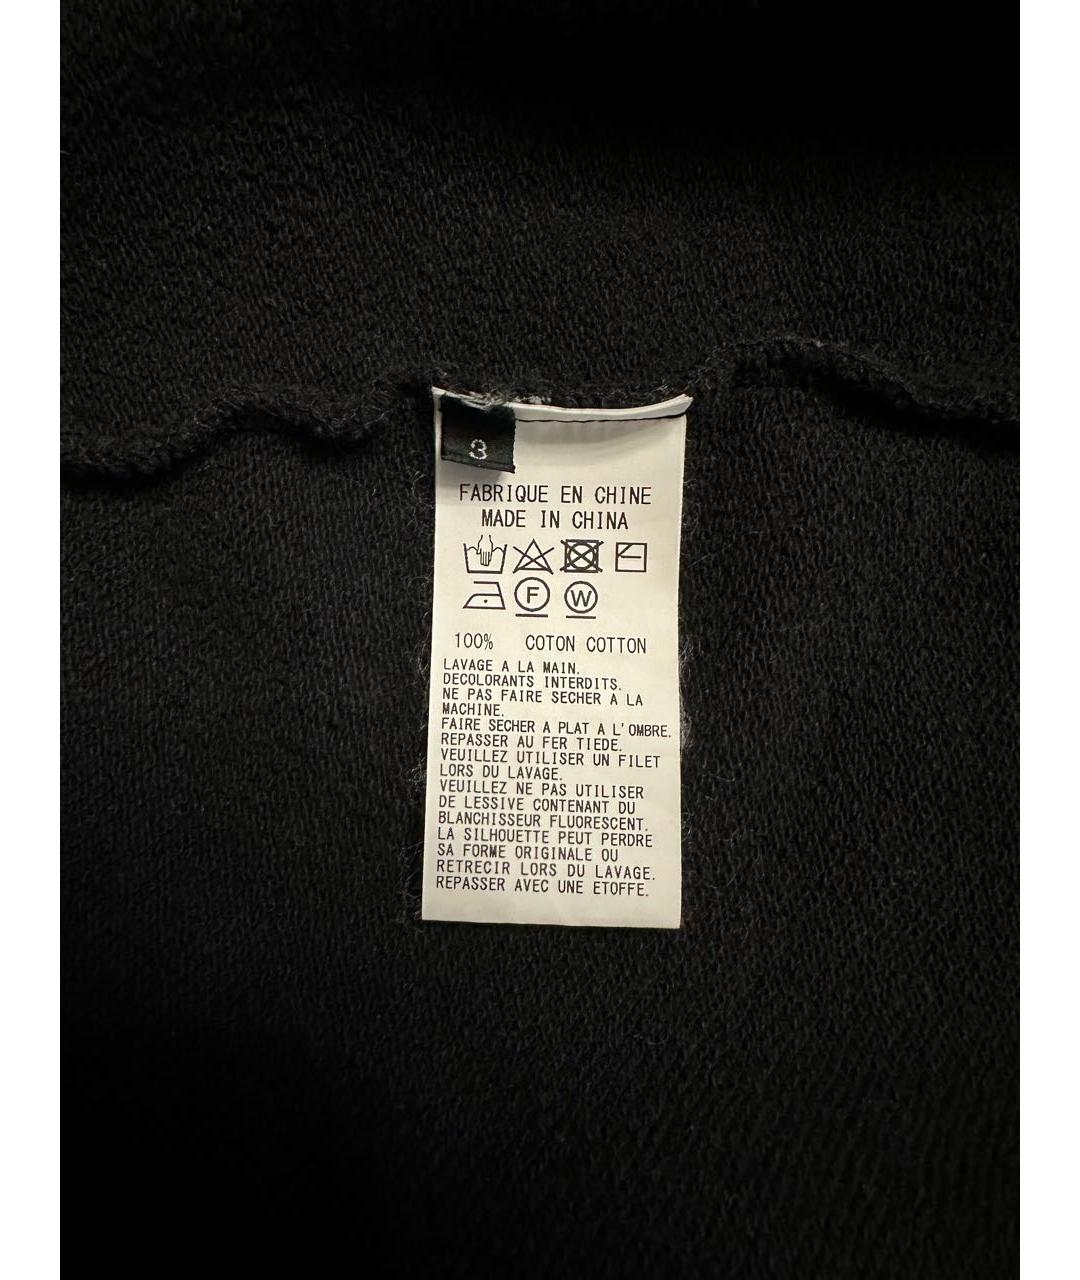 3
FABRIQUE EN CHINE
MADE IN CHINA
F W
100% COTON COTTON
LAVAGE A LA MAIN.
DECOLORANTS INTERDITS.
NE PAS FAIRE SECHER A LA
MACHINE.
FAIRE SECHER A PLAT A L'OMBRE.
REPASSER AU FER TIEDE.
VEUILLEZ UTILISER UN FILET
LORS DU LAVAGE.
VEUILLEZ NE PAS UTILISER
DE LESSIVE CONTENANT DU
BLANCHISSEUR FLUORESCENT.
LA SILHOUETTE PEUT PERDRE
SA FORME ORIGINALE OU
RETRECIR LORS DU LAVAGE.
REPASSER AVEC UNE ETOFFE.